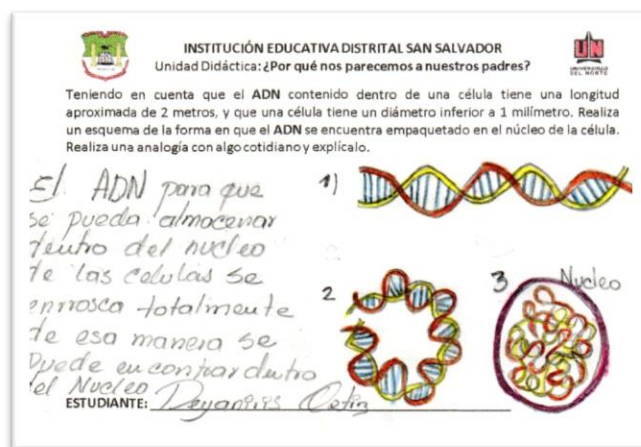 INSTITUCIÓN EDUCATIVA DISTRITAL SAN SALVADOR
Unidad Didáctica: ¿Por qué nos parecemos a nuestros padres?
UN
UNIVERSIDAD
DEL NORTE
Teniendo en cuenta que el ADN contenido dentro de una célula tiene una longitud
aproximada de 2 metros, y que una célula tiene un diámetro inferior a 1 milímetro. Realiza
un esquema de la forma en que el ADN se encuentra empaquetado en el núcleo de la célula.
Realiza una analogía con algo cotidiano y explícalo.
El ADN para que
se pueda almacenar
dentro del nucleo
de las celulas se
enrrosca totalmente
de esa manera se
puede encontrar dentro
del Nucleo
1)
2
3 Nucleo
ESTUDIANTE: